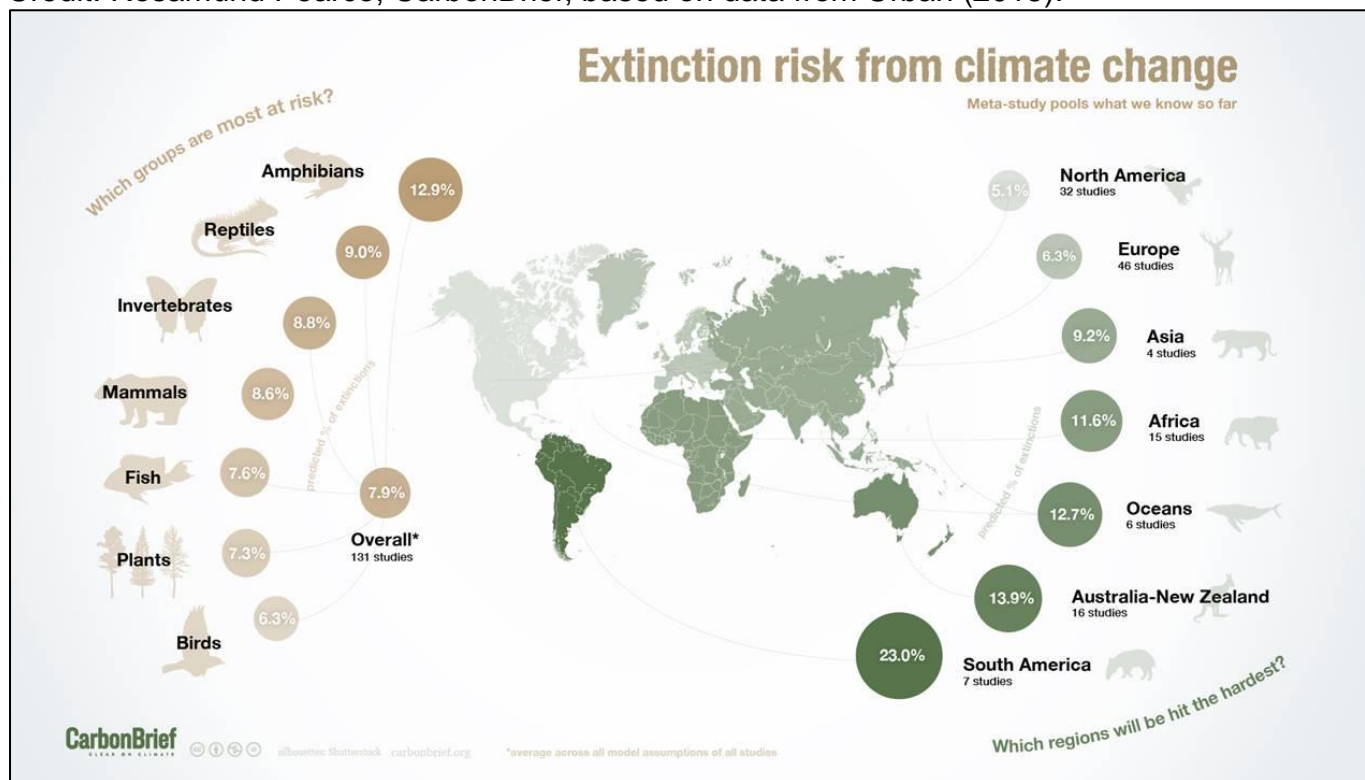 Extinction risk from climate change
Meta-study pools what we know so far
Which groups are most at risk?
Amphibians
12.9%
Reptiles
9.0%
Invertebrates
8.8%
Mammals
8.6%
Fish
7.6%
Plants
7.3%
Birds
6.3%
predicted % of extinctions
7.9%
Overall*
131 studies
North America
32 studies
5.1%
Europe
46 studies
6.3%
Asia
4 studies
9.2%
Africa
15 studies
11.6%
Oceans
6 studies
12.7%
Australia-New Zealand
16 studies
13.9%
South America
7 studies
23.0%
predicted % of extinctions
Which regions will be hit the hardest?
CarbonBrief
CLEAR ON CLIMATE
silhouettes: Shutterstock carbonbrief.org
*average across all model assumptions of all studies